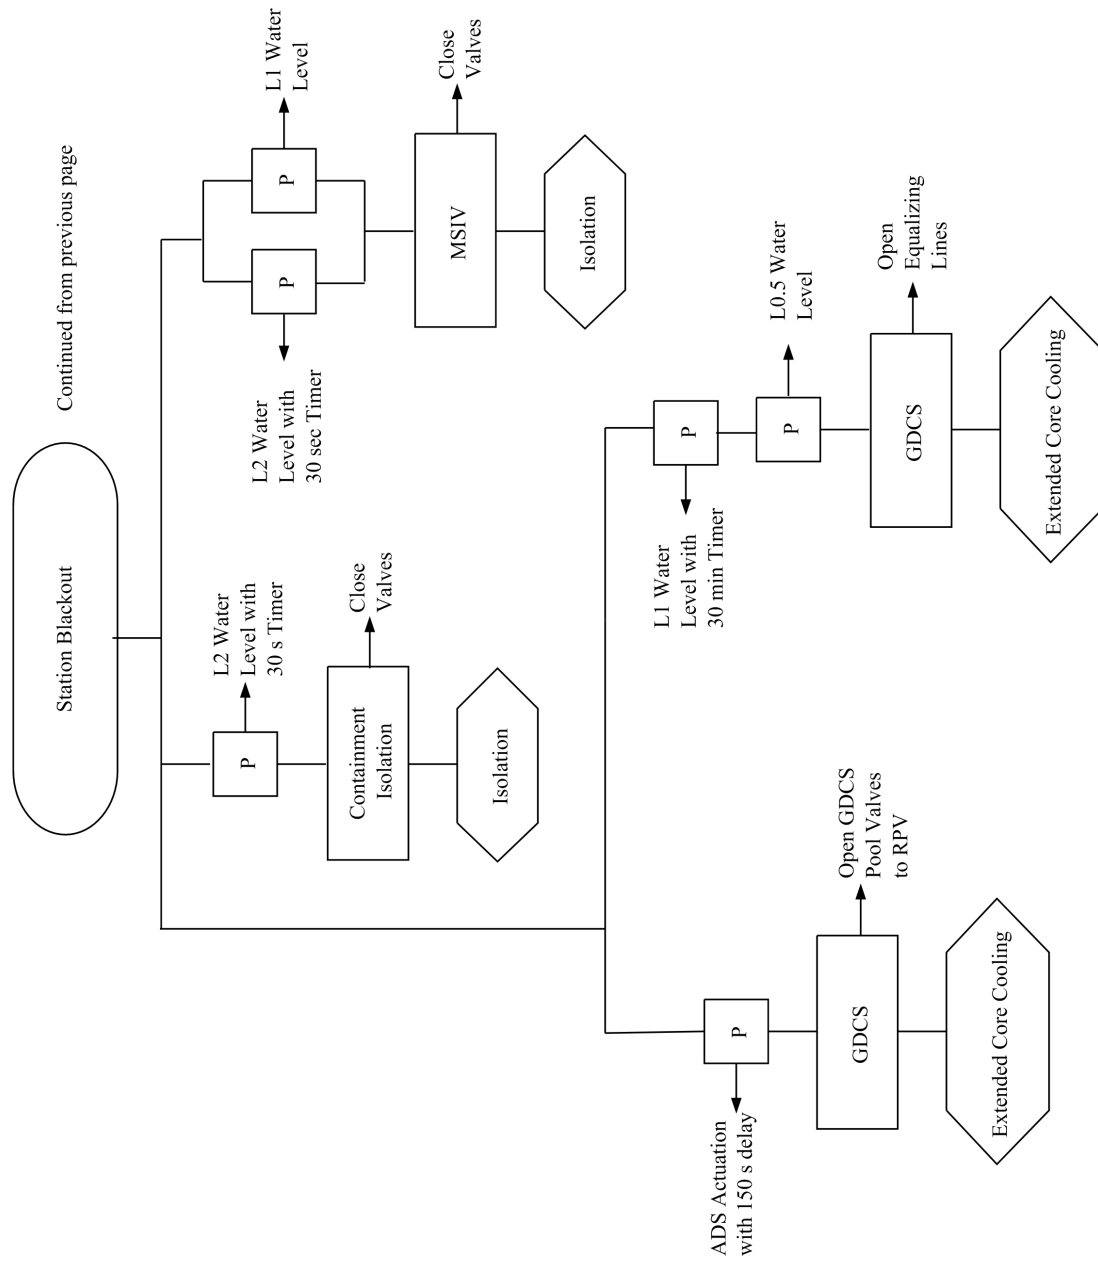 Continued from previous page
Station Blackout
L2 Water
Level with
30 s Timer
P
Containment
Isolation
Close
Valves
Isolation
L2 Water
Level with
30 sec Timer
P
P
L1 Water
Level
MSIV
Close
Valves
Isolation
ADS Actuation
with 150 s delay
P
GDCS
Open GDCS
Pool Valves
to RPV
Extended Core Cooling
L1 Water
Level with
30 min Timer
P
P
L0.5 Water
Level
GDCS
Open
Equalizing
Lines
Extended Core Cooling